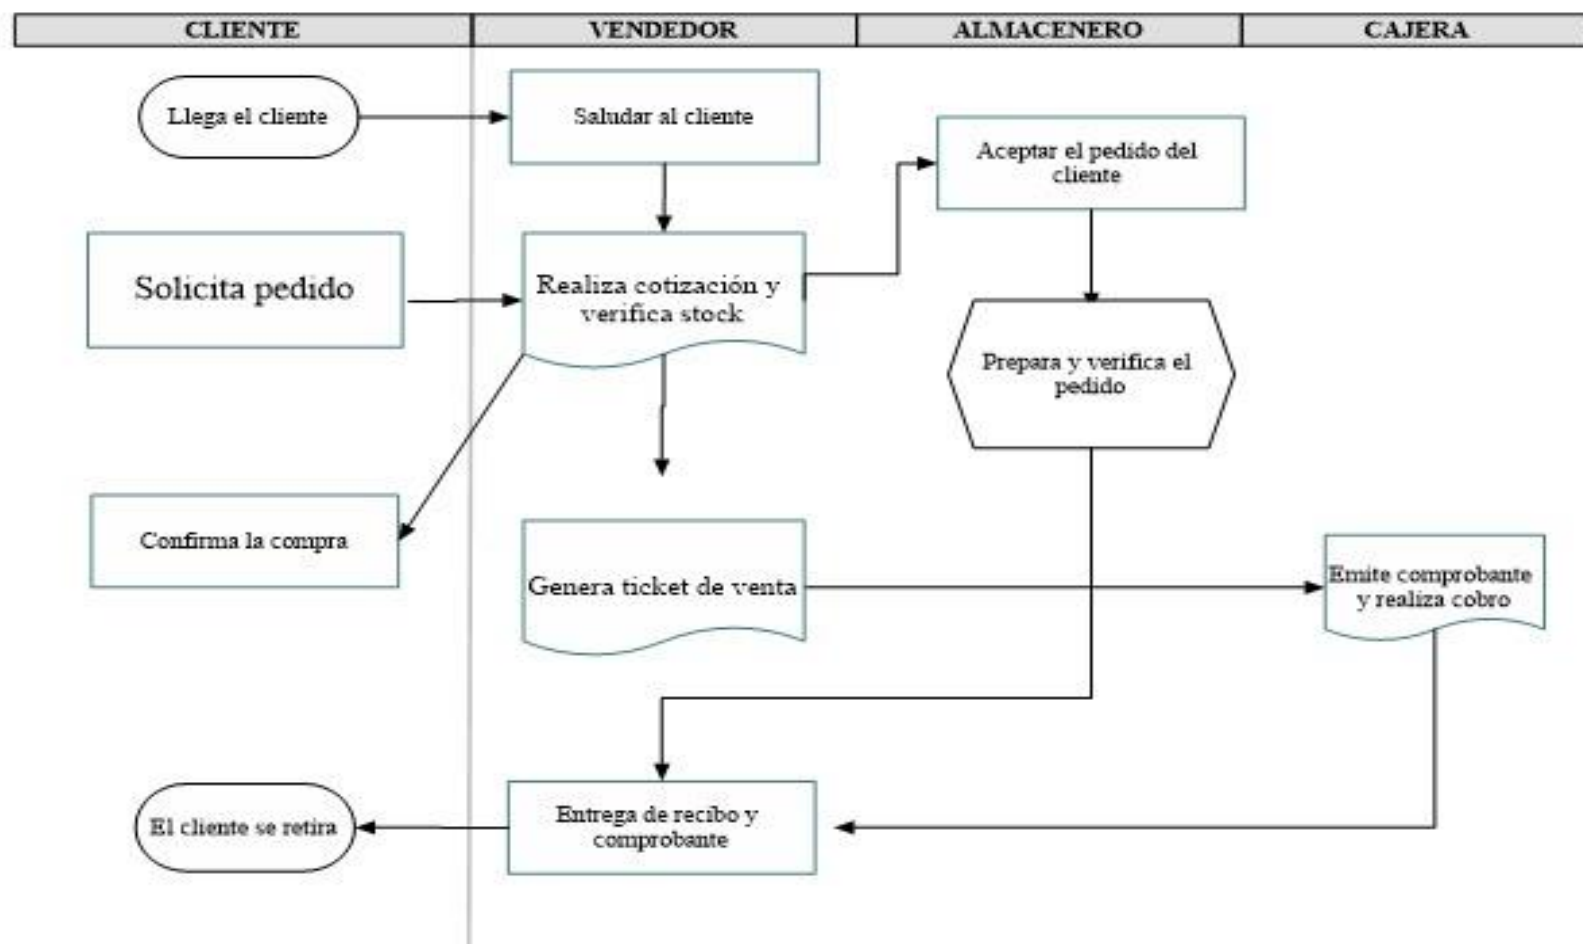 CLIENTE
VENDEDOR
ALMACENERO
CAJERA
Llega el cliente
Saludar al cliente
Aceptar el pedido del
cliente
Solicita pedido
Realiza cotización y
verifica stock
Prepara y verifica el
pedido
Confirma la compra
Genera ticket de venta
Emite comprobante
y realiza cobro
El cliente se retira
Entrega de recibo y
comprobante